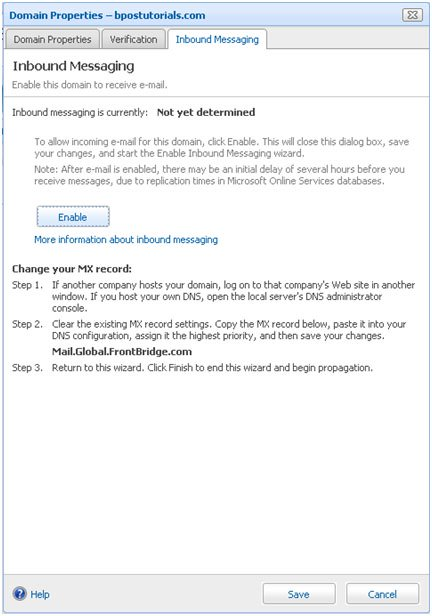 Domain Properties – bpostutorials.com
Domain Properties
Verification
Inbound Messaging
Inbound Messaging
Enable this domain to receive e-mail.
Inbound messaging is currently: Not yet determined
To allow incoming e-mail for this domain, click Enable. This will close this dialog box, save
your changes, and start the Enable Inbound Messaging wizard.
Note: After e-mail is enabled, there may be an initial delay of several hours before you
receive messages, due to replication times in Microsoft Online Services databases.
Enable
More information about inbound messaging
Change your MX record:
Step 1. If another company hosts your domain, log on to that company's Web site in another
window. If you host your own DNS, open the local server's DNS administrator
console.
Step 2. Clear the existing MX record settings. Copy the MX record below, paste it into your
DNS configuration, assign it the highest priority, and then save your changes.
Mail.Global.FrontBridge.com
Step 3. Return to this wizard. Click Finish to end this wizard and begin propagation.
Help
Save
Cancel